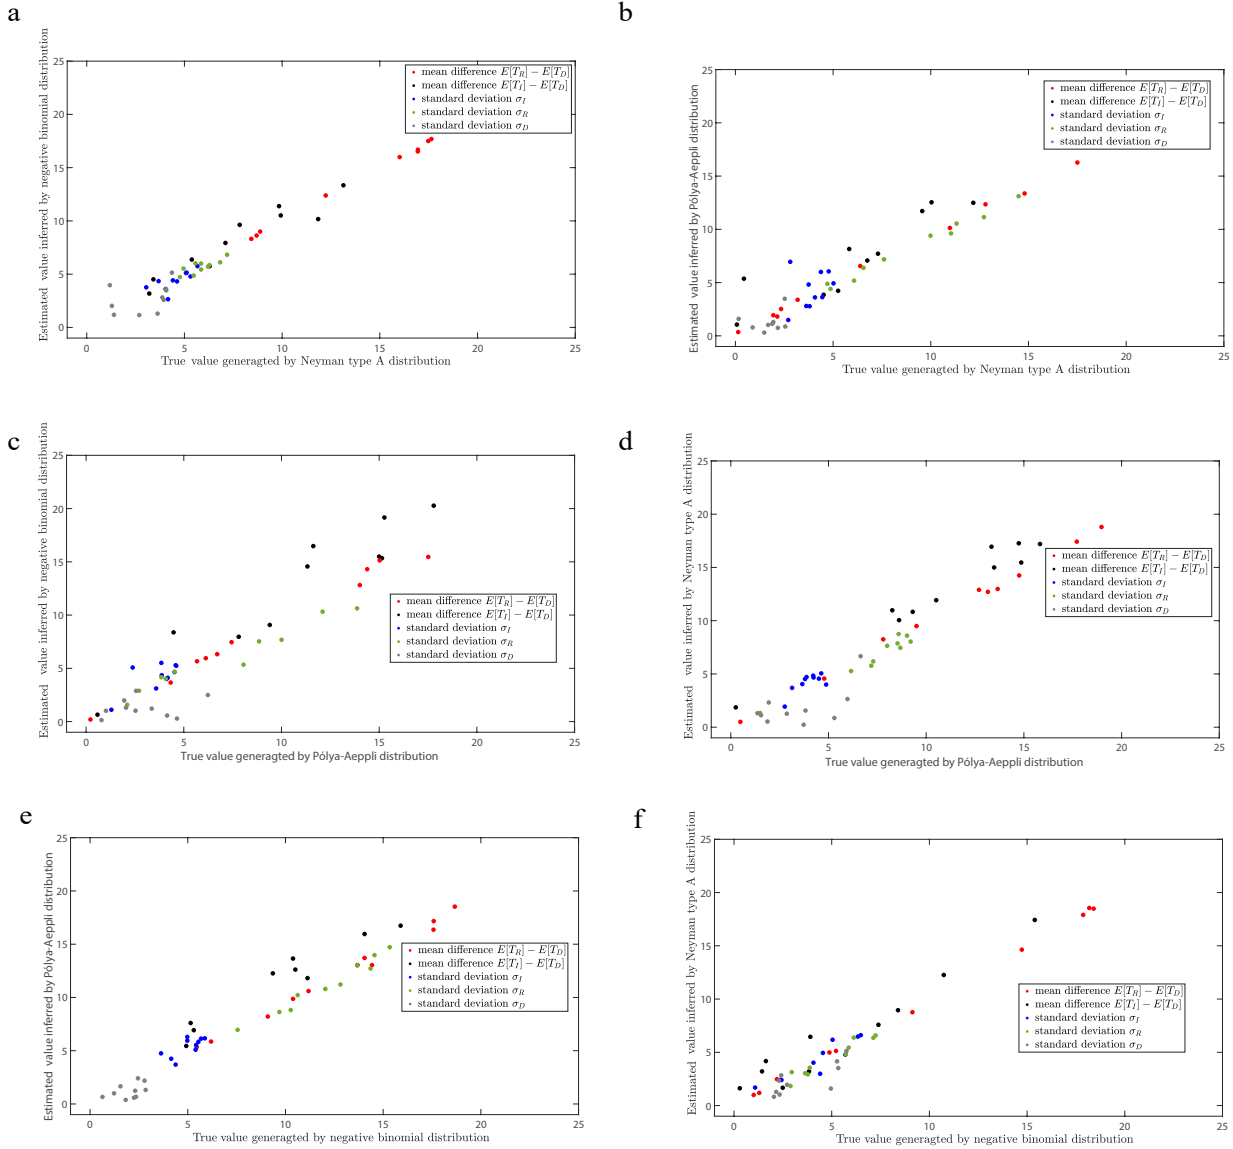 a
Estimated value inferred by negative binomial distribution
25
20
15
10
5
0
mean difference E[T_R] − E[T_D]
mean difference E[T_I] − E[T_D]
standard deviation σ_I
standard deviation σ_R
standard deviation σ_D
0 5 10 15 20 25
True value generagted by Neyman type A distribution
b
Estimated value inferred by Pólya-Aeppli distribution
25
20
15
10
5
0
mean difference E[T_R] − E[T_D]
mean difference E[T_I] − E[T_D]
standard deviation σ_I
standard deviation σ_R
standard deviation σ_D
0 5 10 15 20 25
True value generagted by Neyman type A distribution
c
Estimated value inferred by negative binomial distribution
25
20
15
10
5
0
mean difference E[T_R] − E[T_D]
mean difference E[T_I] − E[T_D]
standard deviation σ_I
standard deviation σ_R
standard deviation σ_D
0 5 10 15 20 25
True value generagted by Pólya-Aeppli distribution
d
Estimated value inferred by Neyman type A distribution
25
20
15
10
5
0
mean difference E[T_R] − E[T_D]
mean difference E[T_I] − E[T_D]
standard deviation σ_I
standard deviation σ_R
standard deviation σ_D
0 5 10 15 20 25
True value generagted by Pólya-Aeppli distribution
e
Estimated value inferred by Pólya-Aeppli distribution
25
20
15
10
5
0
mean difference E[T_R] − E[T_D]
mean difference E[T_I] − E[T_D]
standard deviation σ_I
standard deviation σ_R
standard deviation σ_D
0 5 10 15 20 25
True value generagted by negative binomial distribution
f
Estimated value inferred by Neyman type A distribution
25
20
15
10
5
0
mean difference E[T_R] − E[T_D]
mean difference E[T_I] − E[T_D]
standard deviation σ_I
standard deviation σ_R
standard deviation σ_D
0 5 10 15 20 25
True value generagted by negative binomial distribution